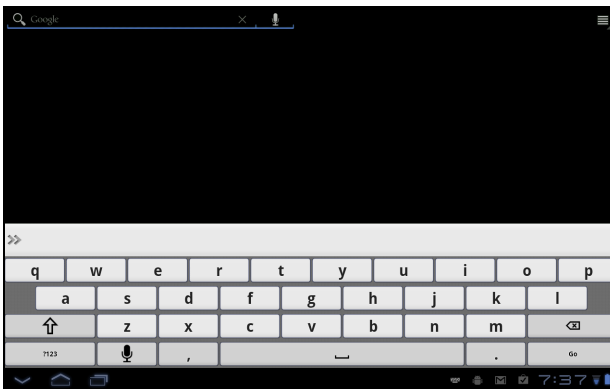 Google
q w e r t y u i o p
a s d f g h j k l
z x c v b n m
?123 , . Go
7:37